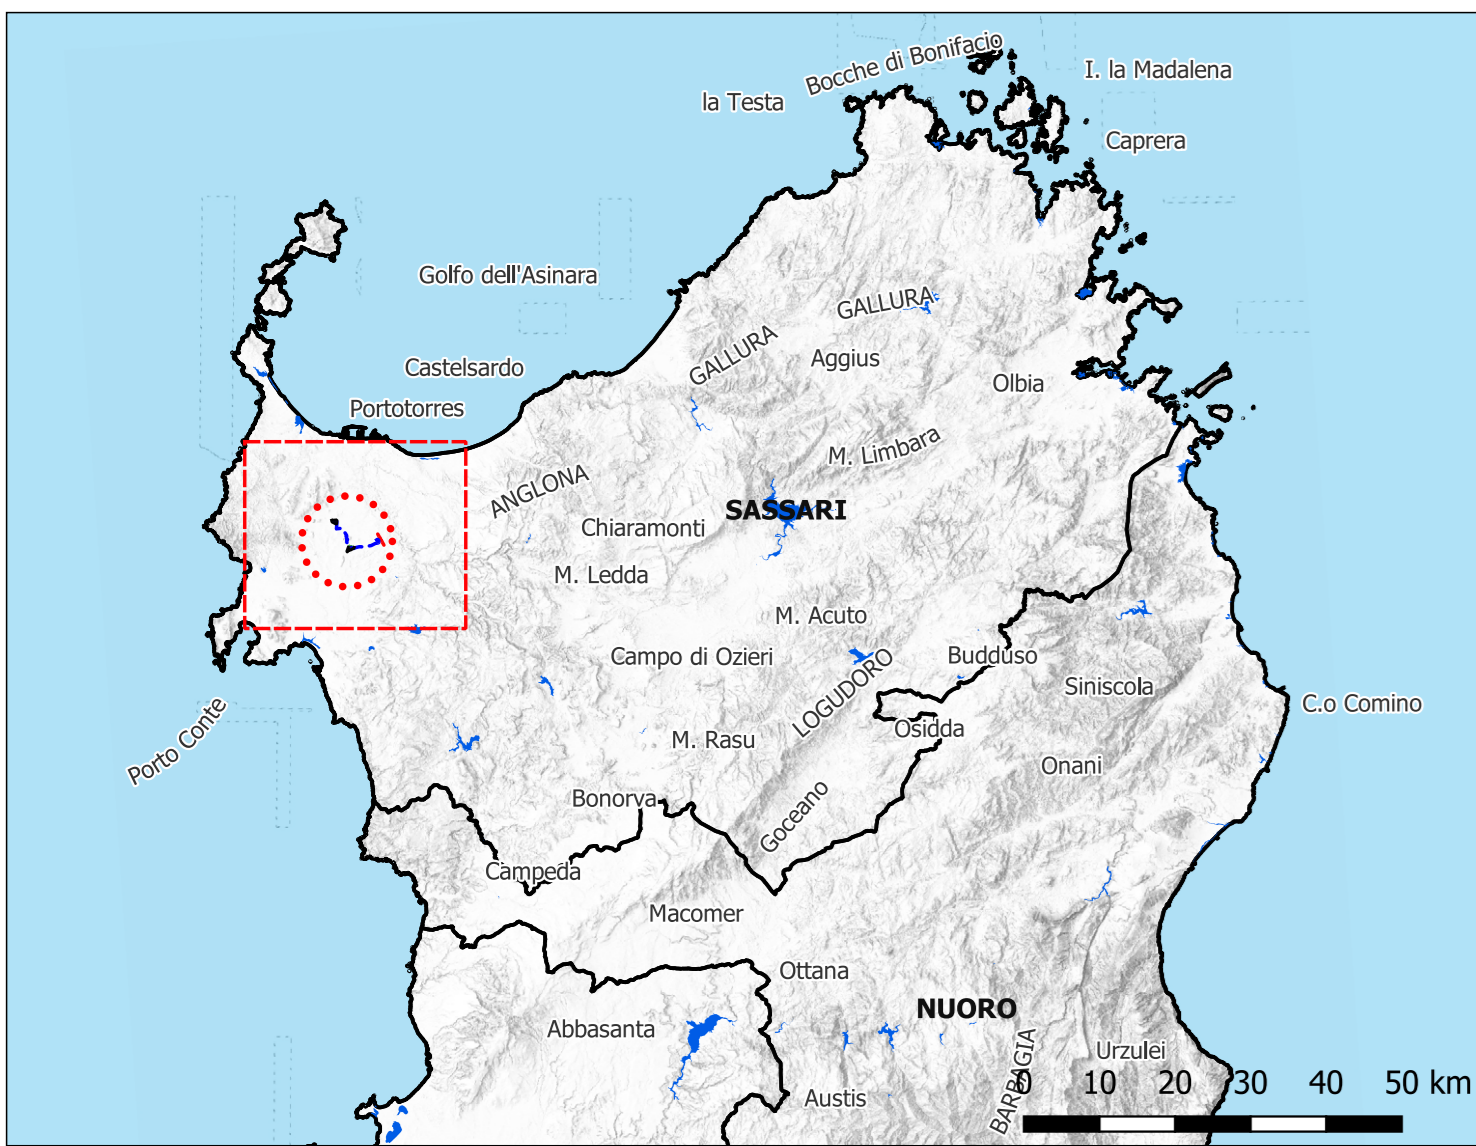 Bocche di Bonifacio
I. la Madalena
la Testa
Caprera
Golfo dell'Asinara
GALLURA
GALLURA
Aggius
Castelsardo
Olbia
Portotorres
M. Limbara
ANGLONA
SASSARI
Chiaramonti
M. Ledda
M. Acuto
Campo di Ozieri
Budduso
Siniscola
LOGUDORO
C.o Comino
Osidda
Porto Conte
M. Rasu
Onani
Bonorva
Goceano
Campeda
Macomer
Ottana
NUORO
Abbasanta
Urzulei
BARBAGIA
Austis
0 10 20 30 40 50 km